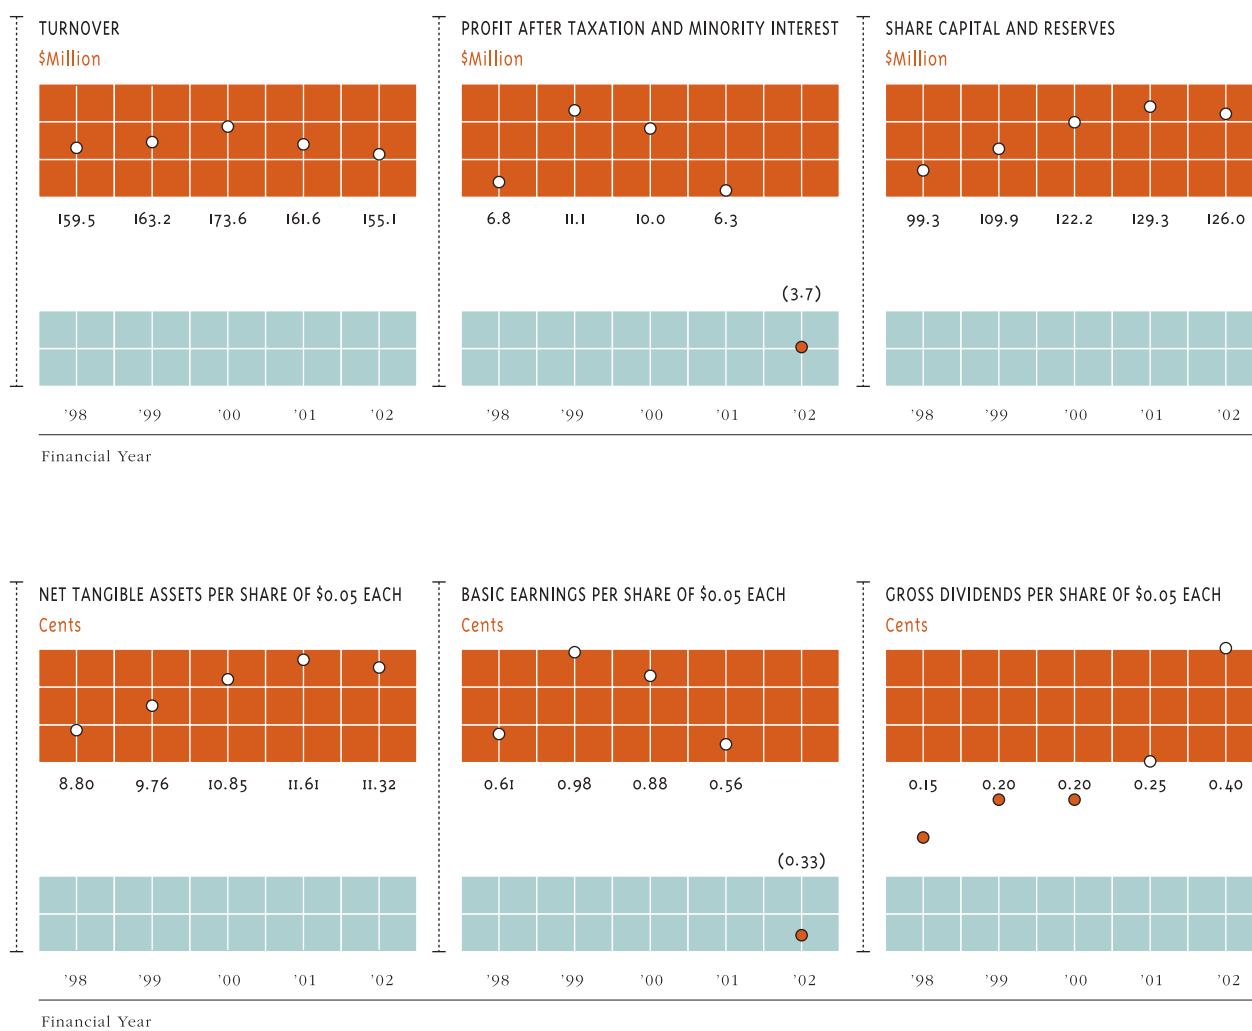 TURNOVER
$Million
159.5 163.2 173.6 161.6 155.1
'98 '99 '00 '01 '02
PROFIT AFTER TAXATION AND MINORITY INTEREST
$Million
6.8 11.1 10.0 6.3
(3.7)
'98 '99 '00 '01 '02
SHARE CAPITAL AND RESERVES
$Million
99.3 109.9 122.2 129.3 126.0
'98 '99 '00 '01 '02
Financial Year
NET TANGIBLE ASSETS PER SHARE OF $0.05 EACH
Cents
8.80 9.76 10.85 11.61 11.32
'98 '99 '00 '01 '02
BASIC EARNINGS PER SHARE OF $0.05 EACH
Cents
0.61 0.98 0.88 0.56
(0.33)
'98 '99 '00 '01 '02
GROSS DIVIDENDS PER SHARE OF $0.05 EACH
Cents
0.15 0.20 0.20 0.25 0.40
'98 '99 '00 '01 '02
Financial Year